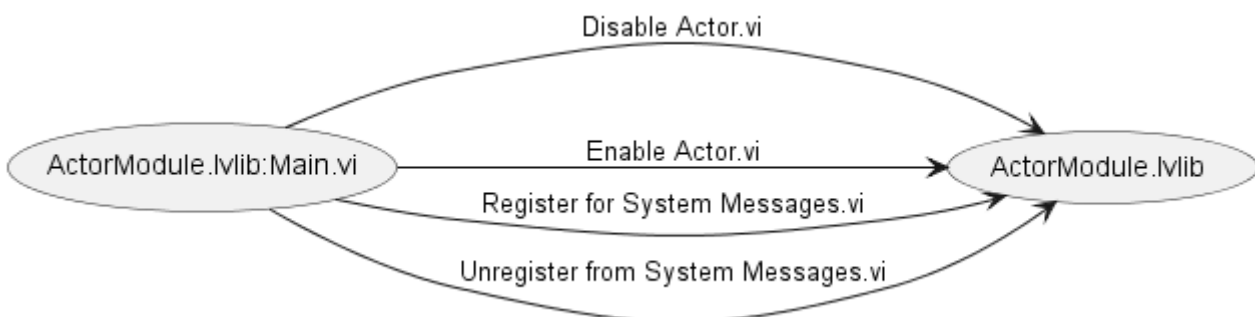 Disable Actor.vi
ActorModule.lvlib:Main.vi
Enable Actor.vi
ActorModule.lvlib
Register for System Messages.vi
Unregister from System Messages.vi